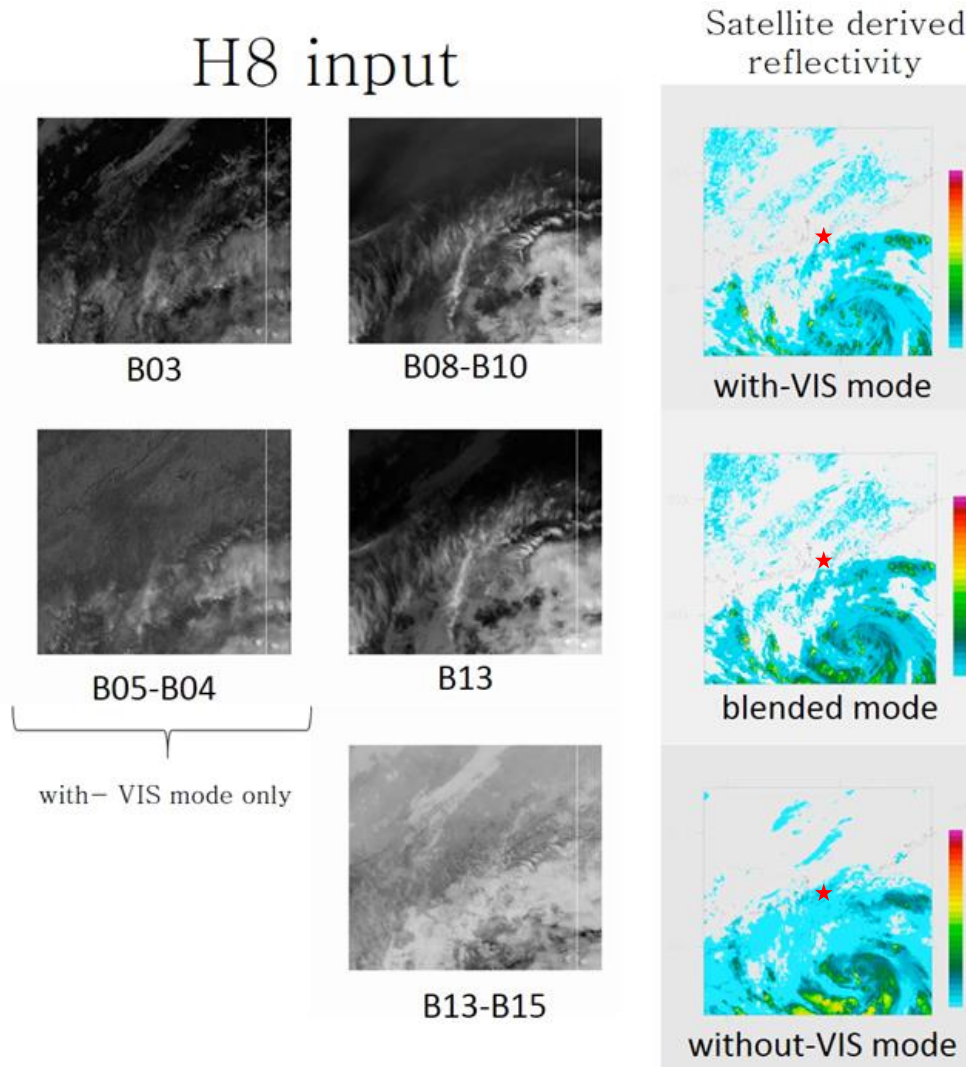 H8 input
Satellite derived
reflectivity
B03
B08-B10
with-VIS mode
B05-B04
B13
blended mode
with- VIS mode only
B13-B15
without-VIS mode